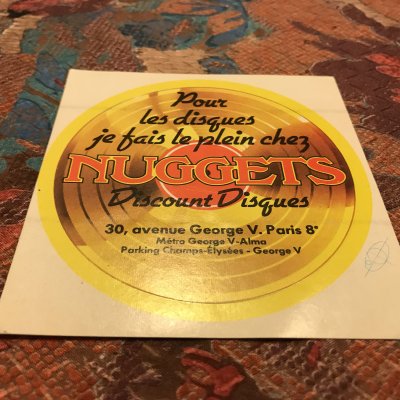 Pour
les disques
je fais le plein chez
NUGGETS
Discount Disques
30, avenue George V. Paris 8e
Métro George V-Alma
Parking Champs-Elysées - George V